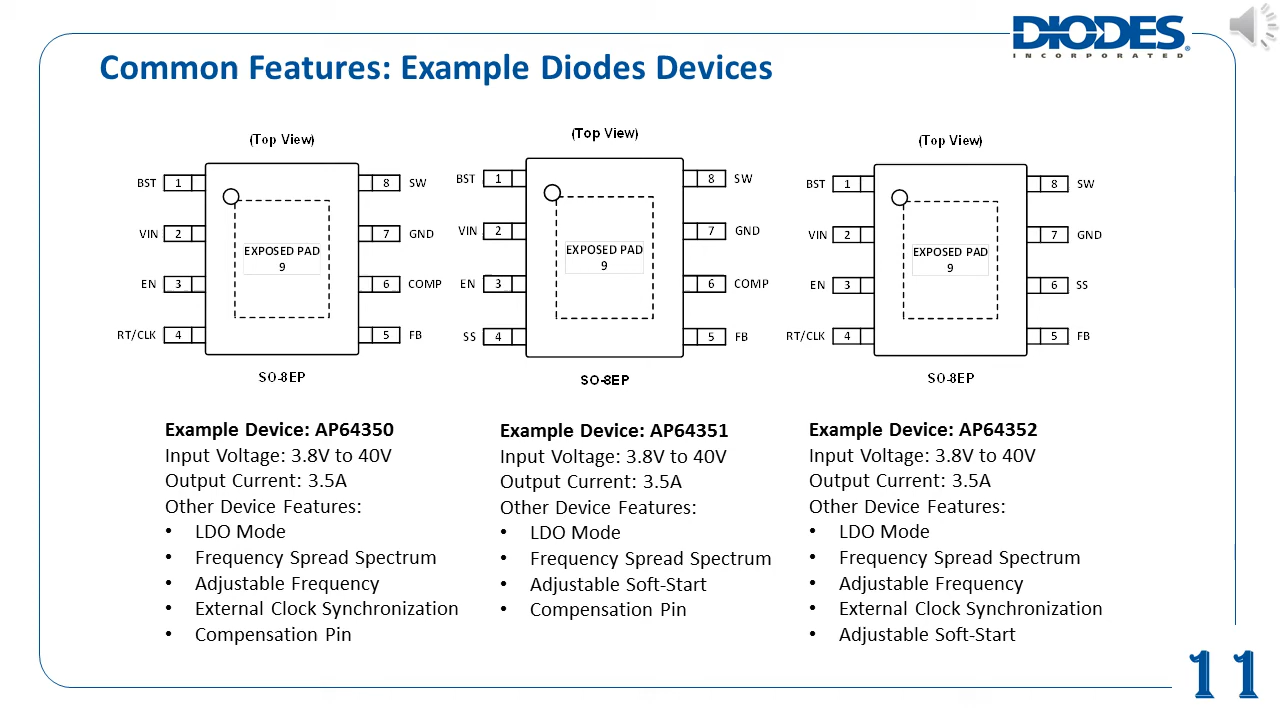 DIODES
INCORPORATED
Common Features: Example Diodes Devices
(Top View)
BST 1 8 SW
VIN 2 7 GND
EXPOSED PAD
9
EN 3 6 COMP
RT/CLK 4 5 FB
SO-8EP
(Top View)
BST 1 8 SW
VIN 2 7 GND
EXPOSED PAD
9
EN 3 6 COMP
SS 4 5 FB
SO-8EP
(Top View)
BST 1 8 SW
VIN 2 7 GND
EXPOSED PAD
9
EN 3 6 SS
RT/CLK 4 5 FB
SO-8EP
Example Device: AP64350
Input Voltage: 3.8V to 40V
Output Current: 3.5A
Other Device Features:
• LDO Mode
• Frequency Spread Spectrum
• Adjustable Frequency
• External Clock Synchronization
• Compensation Pin
Example Device: AP64351
Input Voltage: 3.8V to 40V
Output Current: 3.5A
Other Device Features:
• LDO Mode
• Frequency Spread Spectrum
• Adjustable Soft-Start
• Compensation Pin
Example Device: AP64352
Input Voltage: 3.8V to 40V
Output Current: 3.5A
Other Device Features:
• LDO Mode
• Frequency Spread Spectrum
• Adjustable Frequency
• External Clock Synchronization
• Adjustable Soft-Start
11